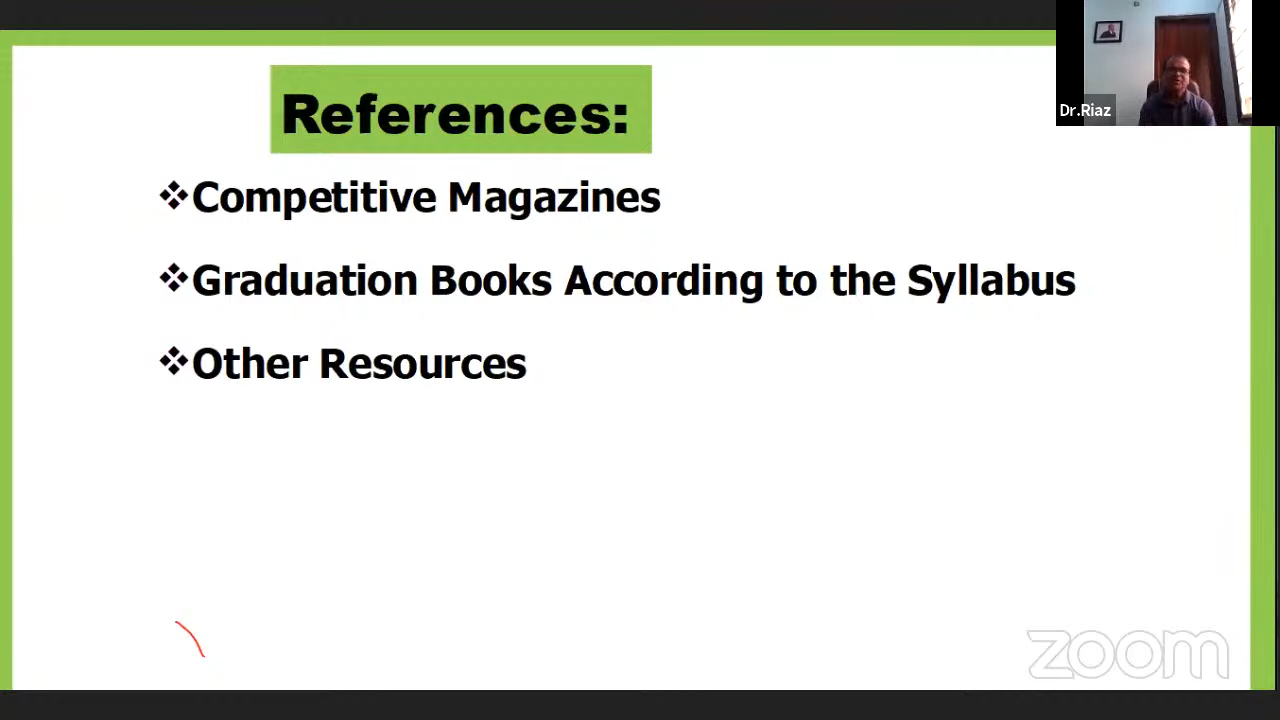 References:
Dr.Riaz
❖Competitive Magazines
❖Graduation Books According to the Syllabus
❖Other Resources
zoom